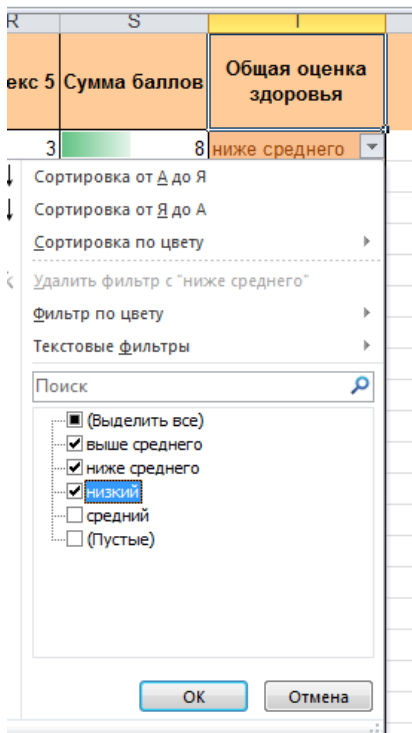 R S T
екс 5 Сумма баллов Общая оценка
здоровья
3 8 ниже среднего
Сортировка от А до Я
Сортировка от Я до А
Сортировка по цвету
Удалить фильтр с "ниже среднего"
Фильтр по цвету
Текстовые фильтры
Поиск
(Выделить все)
выше среднего
ниже среднего
низкий
средний
(Пустые)
ОК Отмена